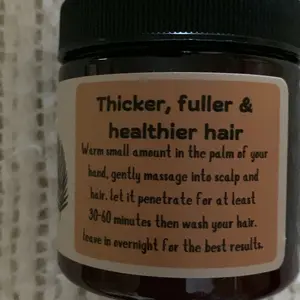 Thicker, fuller &
healthier hair
Warm small amount in the palm of your
hand, gently massage into scalp and
hair. let it penetrate for at least
30-60 minutes then wash your hair.
leave in overnight for the best results.